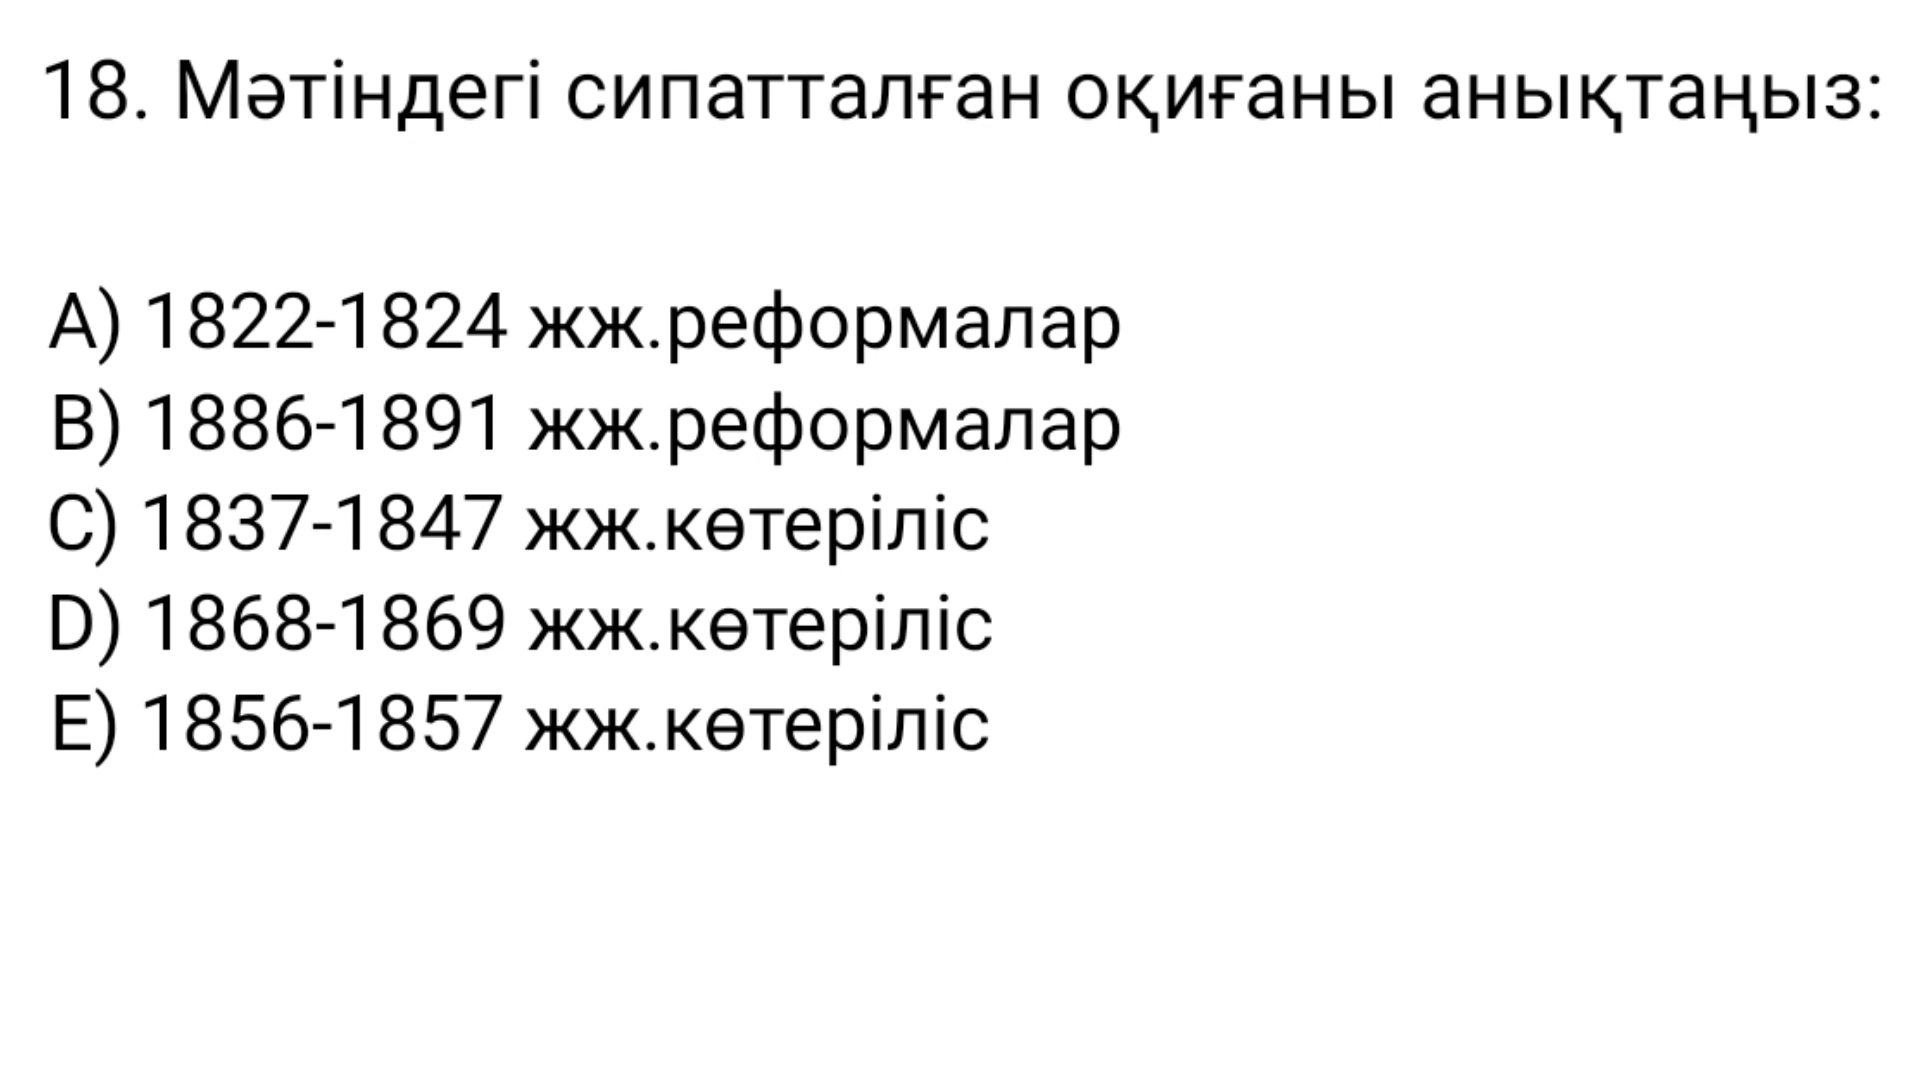 18. Мәтіндегі сипатталған оқиғаны анықтаңыз:
A) 1822-1824 жж.реформалар
B) 1886-1891 жж.реформалар
C) 1837-1847 жж.көтеріліс
D) 1868-1869 жж.көтеріліс
E) 1856-1857 жж.көтеріліс